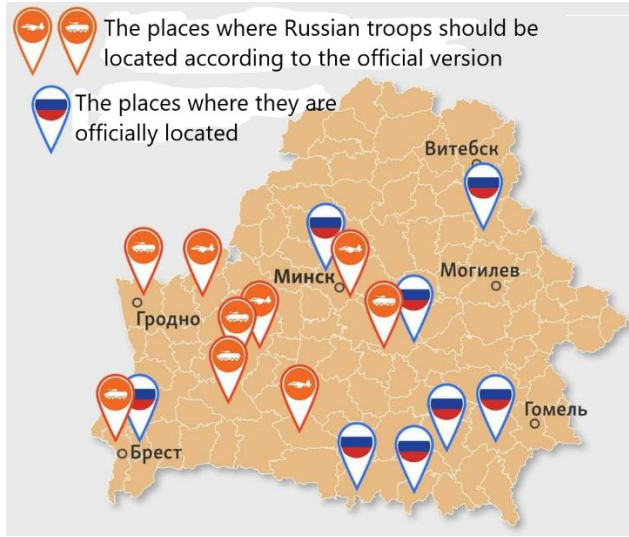 The places where Russian troops should be
located according to the official version
The places where they are
officially located
Витебск
Минск
Могилев
Гродно
Гомель
Брест